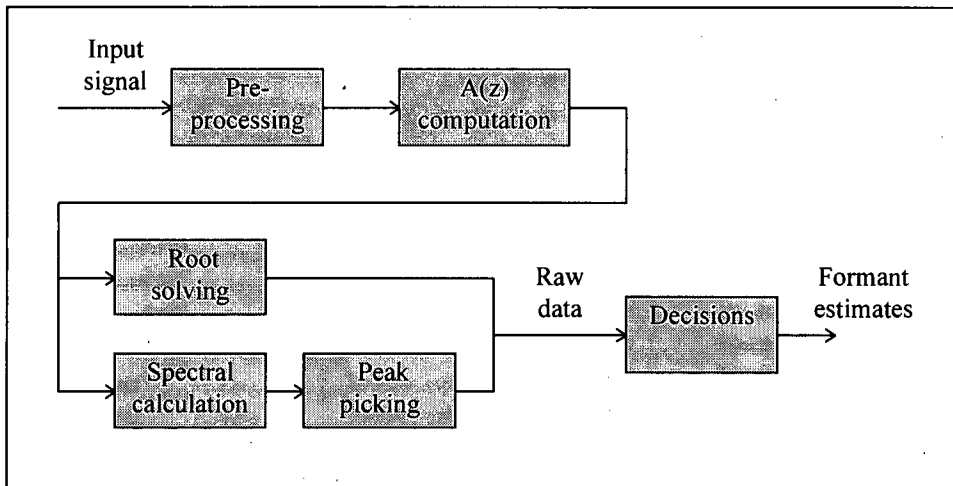 Input
signal
Pre-
processing
A(z)
computation
Root
solving
Raw
data
Decisions
Formant
estimates
Spectral
calculation
Peak
picking